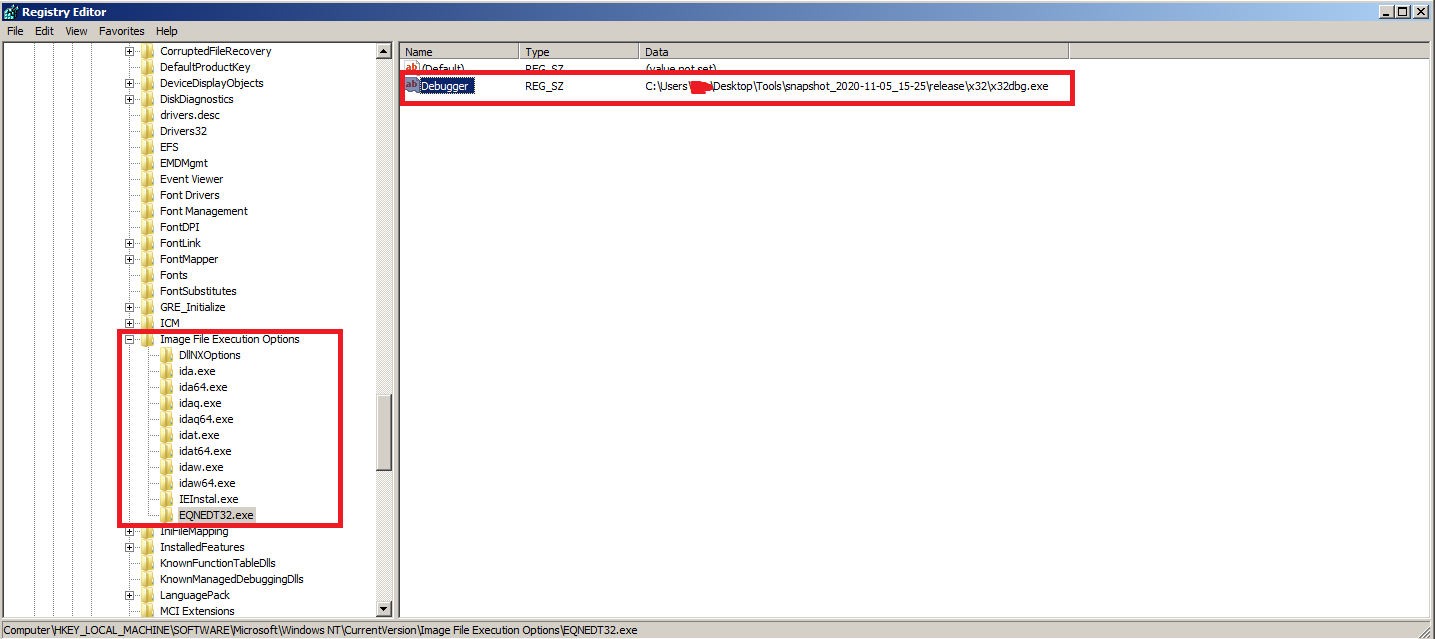 Registry Editor
File Edit View Favorites Help
CorruptedFileRecovery
DefaultProductKey
DeviceDisplayObjects
DiskDiagnostics
drivers.desc
Drivers32
EFS
EMDMgmt
Event Viewer
Font Drivers
Font Management
FontDPI
FontLink
FontMapper
Fonts
FontSubstitutes
GRE_Initialize
ICM
Image File Execution Options
DllNXOptions
ida.exe
ida64.exe
idaq.exe
idaq64.exe
idat.exe
idat64.exe
idaw.exe
idaw64.exe
IEInstal.exe
EQNEDT32.exe
IniFileMapping
InstalledFeatures
KnownFunctionTableDlls
KnownManagedDebuggingDlls
LanguagePack
MCI Extensions
Name Type Data
ab (Default) REG_SZ (value not set)
ab Debugger REG_SZ C:\Users\ \Desktop\Tools\snapshot_2020-11-05_15-25\release\x32\x32dbg.exe
Computer\HKEY_LOCAL_MACHINE\SOFTWARE\Microsoft\Windows NT\CurrentVersion\Image File Execution Options\EQNEDT32.exe